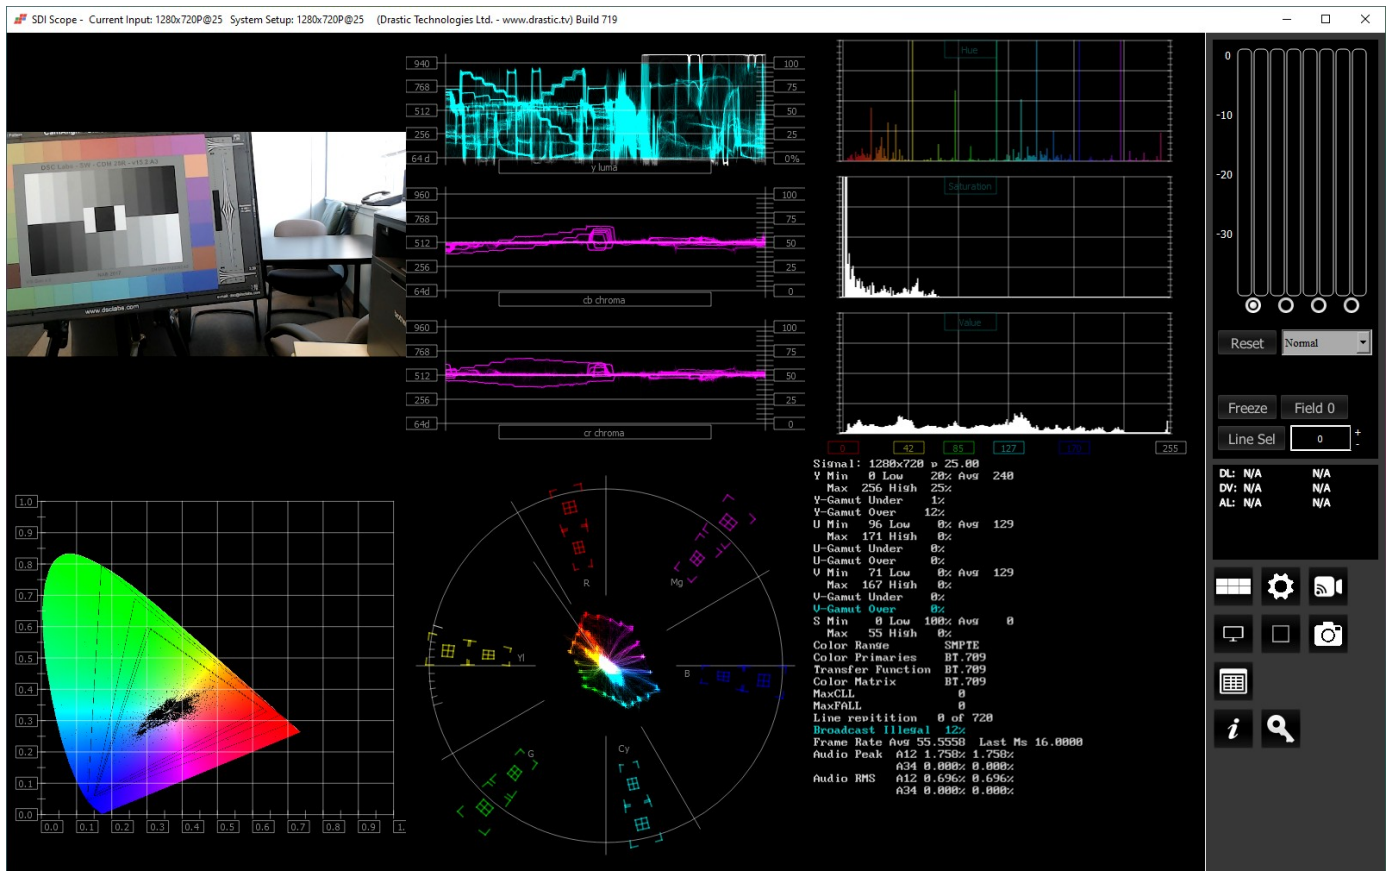 SDI Scope - Current Input: 1280x720P@25 System Setup: 1280x720P@25 (Drastic Technologies Ltd. - www.drastic.tv) Build 719
DSC Labs
www.dsclabs.com
940
768
512
256
64 d
100
75
50
25
0%
y luma
960
768
512
256
64d
100
75
50
25
0
cb chroma
960
768
512
256
64d
100
75
50
25
0
cr chroma
Hue
Saturation
Value
0 42 85 127 170 255
1.0
0.9
0.8
0.7
0.6
0.5
0.4
0.3
0.2
0.1
0.0
0.0 0.1 0.2 0.3 0.4 0.5 0.6 0.7 0.8 0.9 1.
R
Mg
Yl
B
G
Cy
Signal: 1280x720 p 25.00
Y Min 0 Low 20% Avg 240
Max 256 High 25%
Y-Gamut Under 1%
Y-Gamut Over 12%
U Min 96 Low 0% Avg 129
Max 171 High 0%
U-Gamut Under 0%
U-Gamut Over 0%
V Min 71 Low 0% Avg 129
Max 167 High 0%
V-Gamut Under 0%
V-Gamut Over 0%
S Min 0 Low 100% Avg 0
Max 55 High 0%
Color Range SMPTE
Color Primaries BT.709
Transfer Function BT.709
Color Matrix BT.709
MaxCLL 0
MaxFALL 0
Line repitition 0 of 720
Broadcast Illegal 12%
Frame Rate Avg 55.5558 Last Ms 16.0000
Audio Peak A12 1.758% 1.758%
A34 0.000% 0.000%
Audio RMS A12 0.696% 0.696%
A34 0.000% 0.000%
0
-10
-20
-30
Reset Normal
Freeze Field 0
Line Sel 0 +
-
DL: N/A N/A
DV: N/A N/A
AL: N/A N/A
i